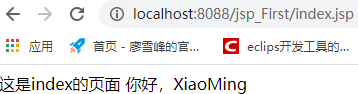 localhost:8088/jsp_First/index.jsp
应用 首页 - 廖雪峰的官... eclips开发工具的...
这是index的页面 你好，XiaoMing